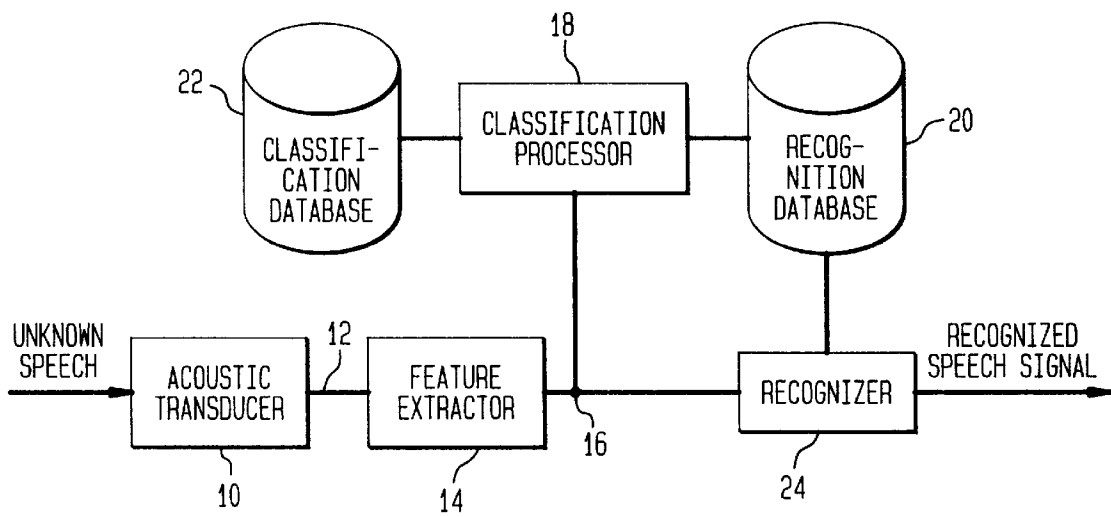 18
22
CLASSIFICATION
PROCESSOR
20
CLASSIFI-
CATION
DATABASE
RECOG-
NITION
DATABASE
UNKNOWN
SPEECH
12
RECOGNIZED
SPEECH SIGNAL
ACOUSTIC
TRANSDUCER
FEATURE
EXTRACTOR
RECOGNIZER
10
14
16
24